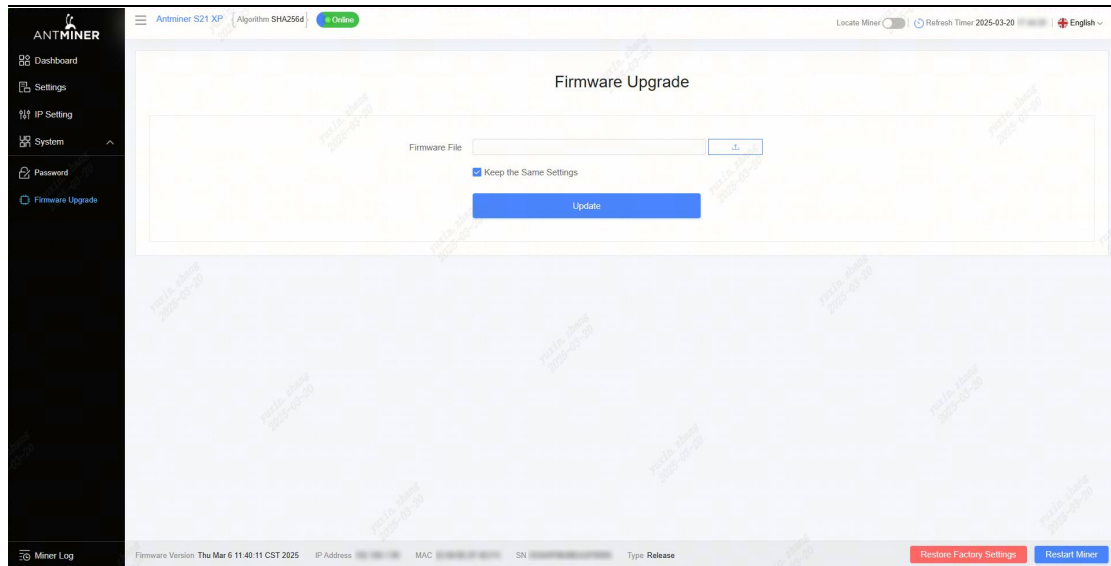 ANTMINER
Antminer S21 XP
Algorithm SHA256d
Online
Locate Miner
Refresh Timer 2025-03-20
English
Dashboard
Settings
IP Setting
System
Password
Firmware Upgrade
Miner Log
Firmware Upgrade
Firmware File
Keep the Same Settings
Update
Firmware Version Thu Mar 6 11:40:11 CST 2025
IP Address
MAC
SN
Type Release
Restore Factory Settings
Restart Miner